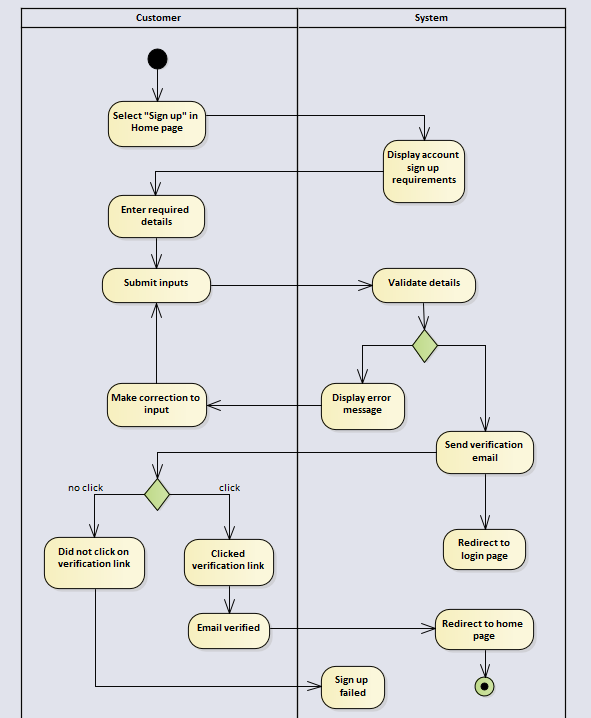 Customer
System
Select "Sign up" in
Home page
Display account
sign up
requirements
Enter required
details
Submit inputs
Validate details
Make correction to
input
Display error
message
Send verification
email
no click
click
Did not click on
verification link
Clicked
verification link
Redirect to
login page
Email verified
Redirect to home
page
Sign up
failed